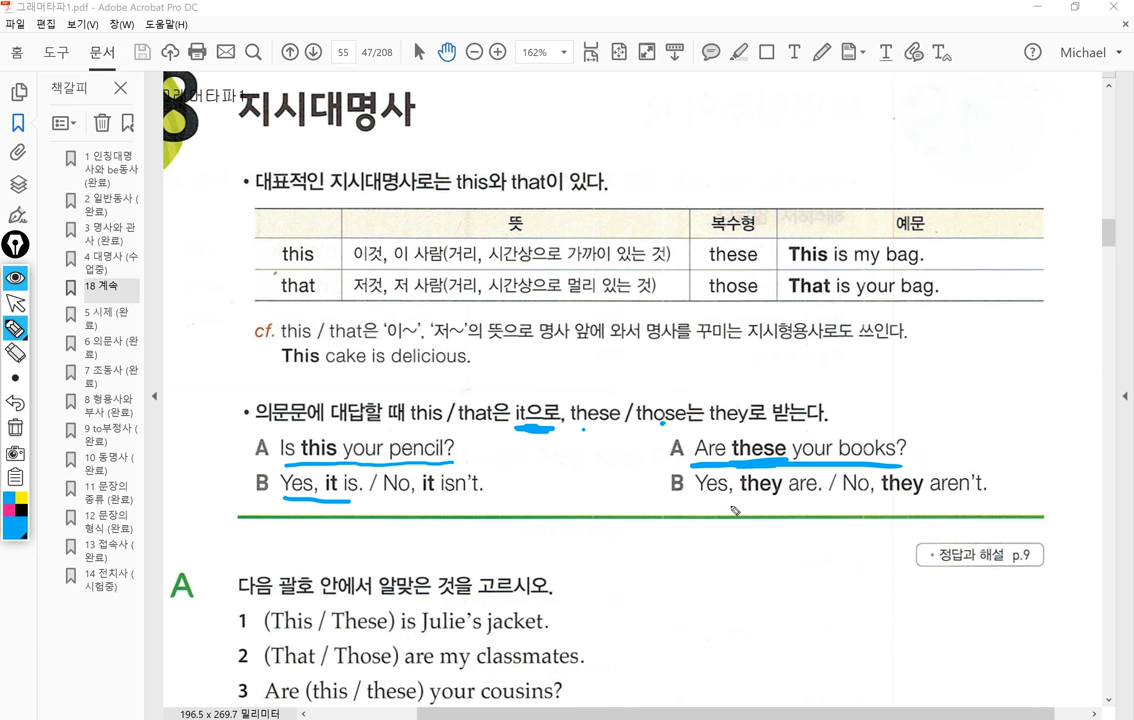 그래머타파1.pdf - Adobe Acrobat Pro DC
파일 편집 보기(V) 창(W) 도움말(H)
홈 도구 문서 55 47/208 162% Michael
책갈피
1 인칭대명
사와 be동사
(완료)
2 일반동사 (
완료)
3 명사와 관
사 (완료)
4 대명사 (수
업중)
18 계속
5 시제 (완
료)
6 의문사 (완
료)
7 조동사 (완
료)
8 형용사와
부사 (완료)
9 to부정사 (
완료)
10 동명사 (
완료)
11 문장의
종류 (완료)
12 문장의
형식 (완료)
13 접속사 (
완료)
14 전치사 (
시험중)
그래머타파1
8 지시대명사
• 대표적인 지시대명사로는 this와 that이 있다.
뜻 복수형 예문
this 이것, 이 사람(거리, 시간상으로 가까이 있는 것) these This is my bag.
that 저것, 저 사람(거리, 시간상으로 멀리 있는 것) those That is your bag.
cf. this / that은 ‘이~’, ‘저~’의 뜻으로 명사 앞에 와서 명사를 꾸미는 지시형용사로도 쓰인다.
This cake is delicious.
• 의문문에 대답할 때 this / that은 it으로, these / those는 they로 받는다.
A Is this your pencil? A Are these your books?
B Yes, it is. / No, it isn’t. B Yes, they are. / No, they aren’t.
• 정답과 해설 p.9
A 다음 괄호 안에서 알맞은 것을 고르시오.
1 (This / These) is Julie’s jacket.
2 (That / Those) are my classmates.
3 Are (this / these) your cousins?
196.5 x 269.7 밀리미터